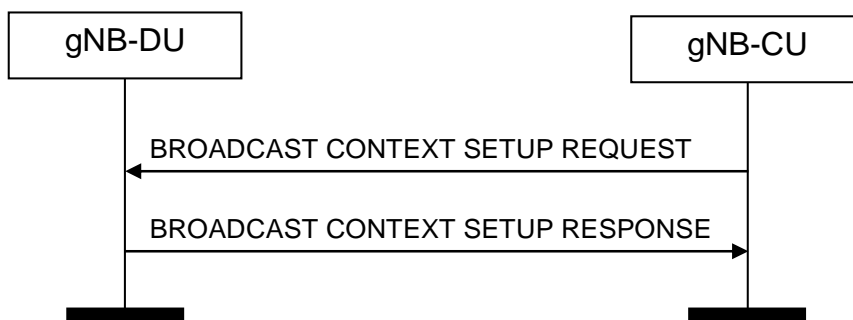 gNB-DU
gNB-CU
BROADCAST CONTEXT SETUP REQUEST
BROADCAST CONTEXT SETUP RESPONSE